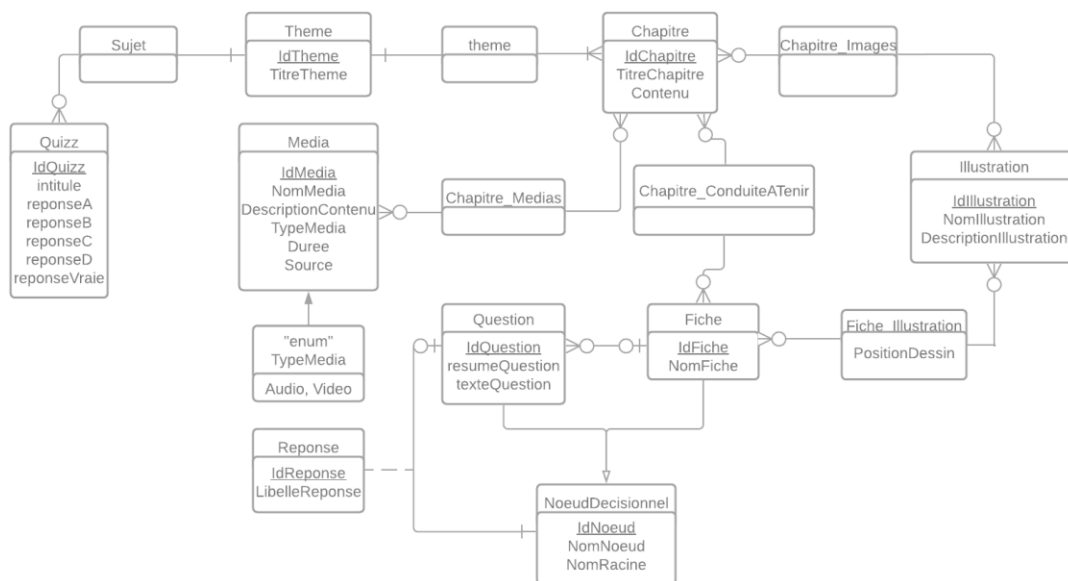 Sujet
Theme
IdTheme
TitreTheme
theme
Chapitre
IdChapitre
TitreChapitre
Contenu
Chapitre_Images
Quizz
IdQuizz
intitule
reponseA
reponseB
reponseC
reponseD
reponseVraie
Media
IdMedia
NomMedia
DescriptionContenu
TypeMedia
Duree
Source
Chapitre_Medias
Chapitre_ConduiteATenir
Illustration
IdIllustration
NomIllustration
DescriptionIllustration
"enum"
TypeMedia
Audio, Video
Question
IdQuestion
resumeQuestion
texteQuestion
Fiche
IdFiche
NomFiche
Fiche_Illustration
PositionDessin
Reponse
IdReponse
LibelleReponse
NoeudDecisionnel
IdNoeud
NomNoeud
NomRacine